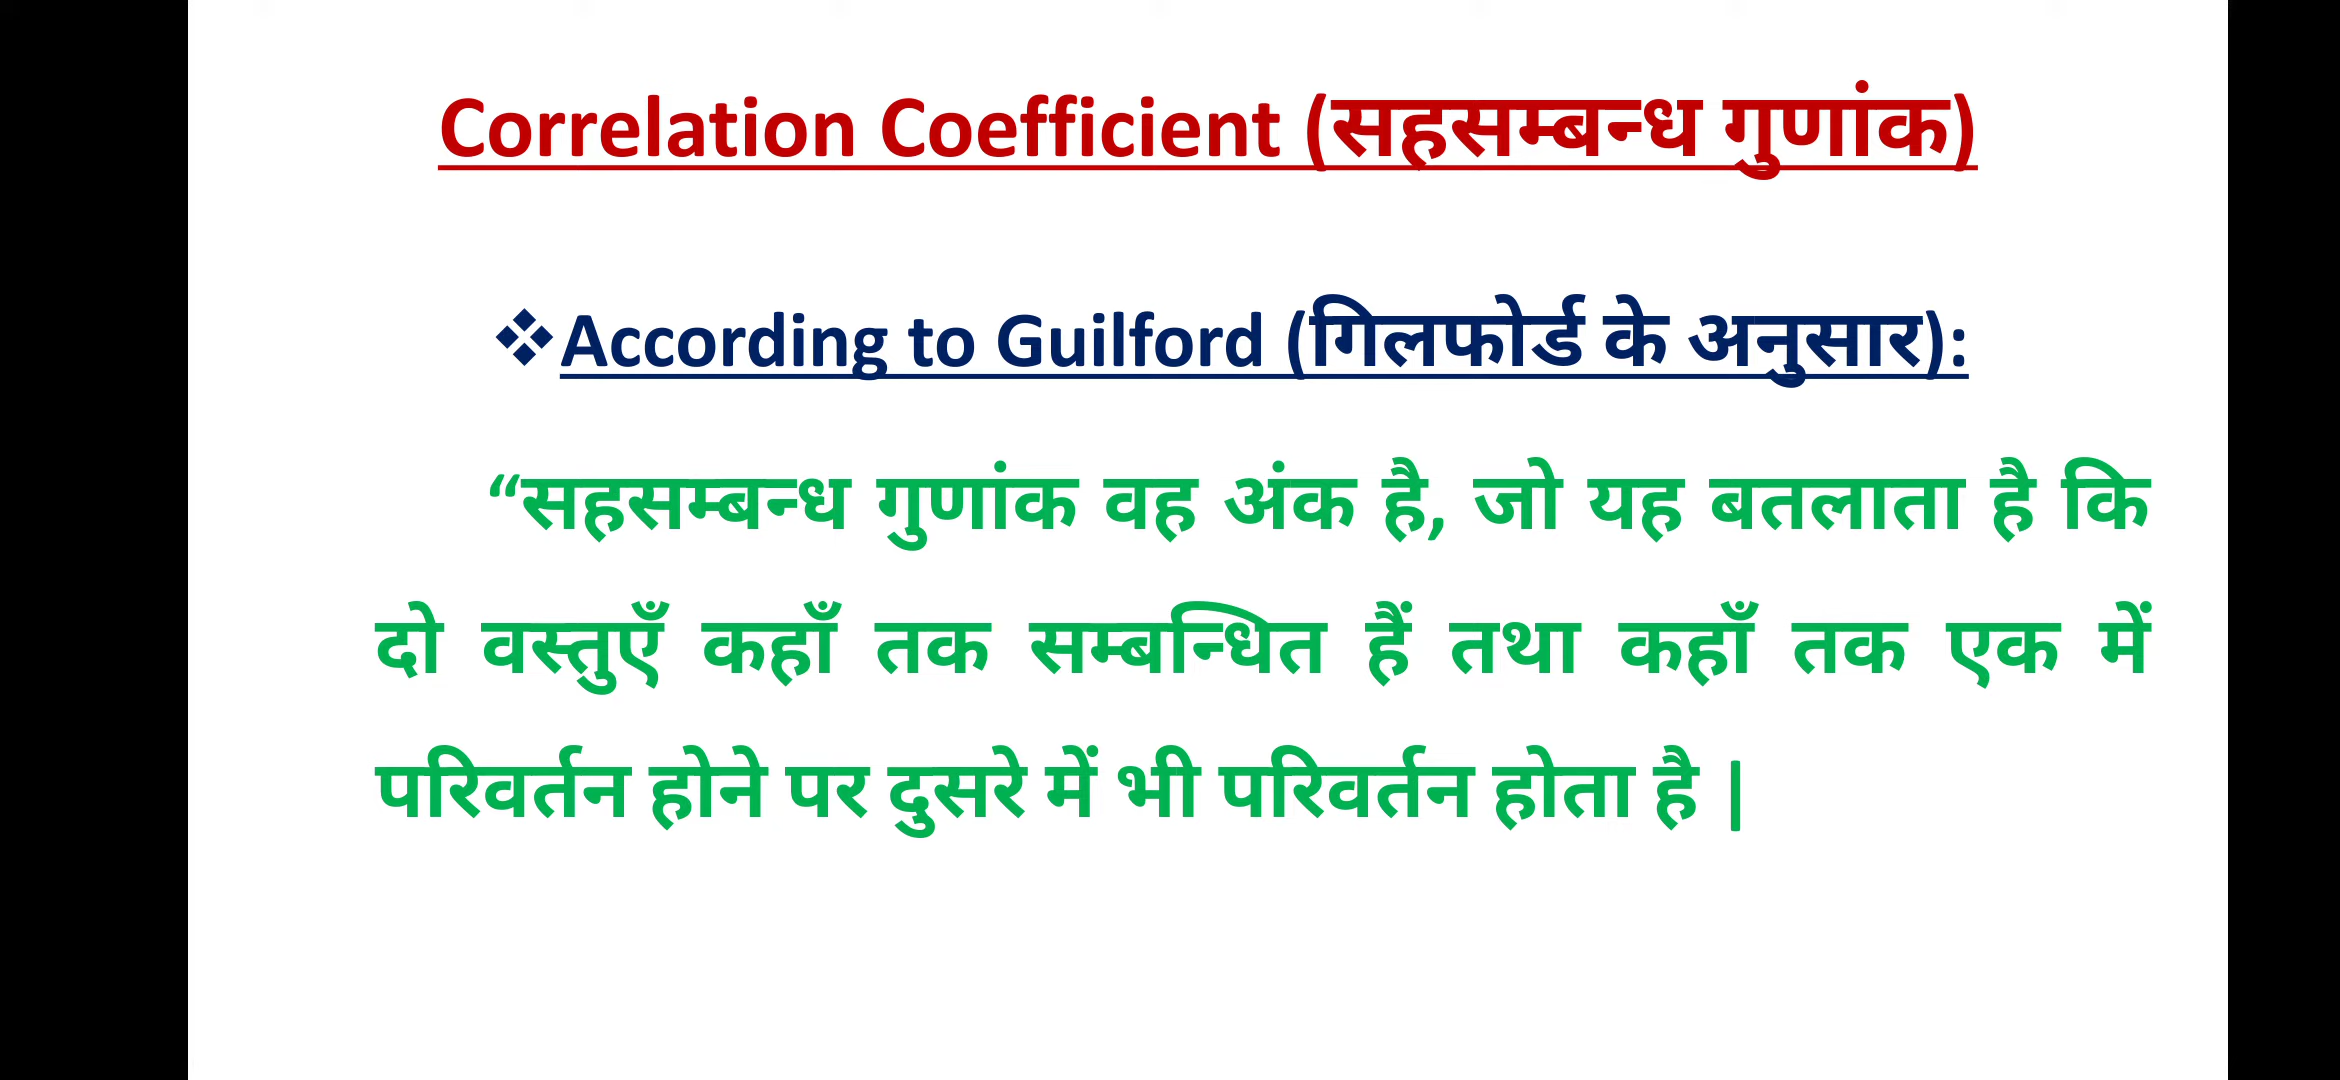 Correlation Coefficient (सहसम्बन्ध गुणांक)
❖According to Guilford (गिलफोर्ड के अनुसार):
“सहसम्बन्ध गुणांक वह अंक है, जो यह बतलाता है कि
दो वस्तुएँ कहाँ तक सम्बन्धित हैं तथा कहाँ तक एक में
परिवर्तन होने पर दुसरे में भी परिवर्तन होता है |